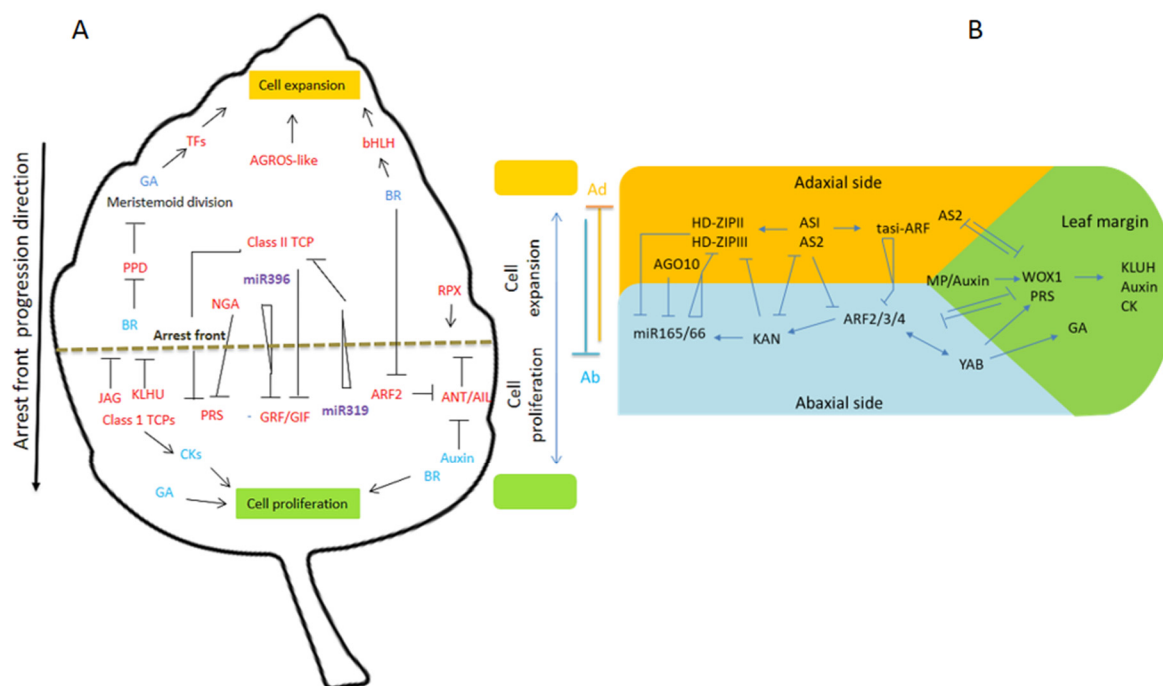 A
B
Arrest front progression direction
Cell expansion
TFs
bHLH
AGROS-like
GA
BR
Meristemoid division
Class II TCP
PPD
miR396
RPX
NGA
BR
Arrest front
JAG
KLHU
Class 1 TCPs
PRS
-
GRF/GIF
miR319
ARF2
ANT/AIL
CKs
Auxin
BR
GA
Cell proliferation
Cell
expansion
Cell
proliferation
Ad
Ab
Adaxial side
Leaf margin
HD-ZIPII
HD-ZIPIII
ASI
AS2
tasi-ARF
AS2
AGO10
MP/Auxin
WOX1
PRS
KLUH
Auxin
CK
miR165/66
KAN
ARF2/3/4
GA
YAB
Abaxial side